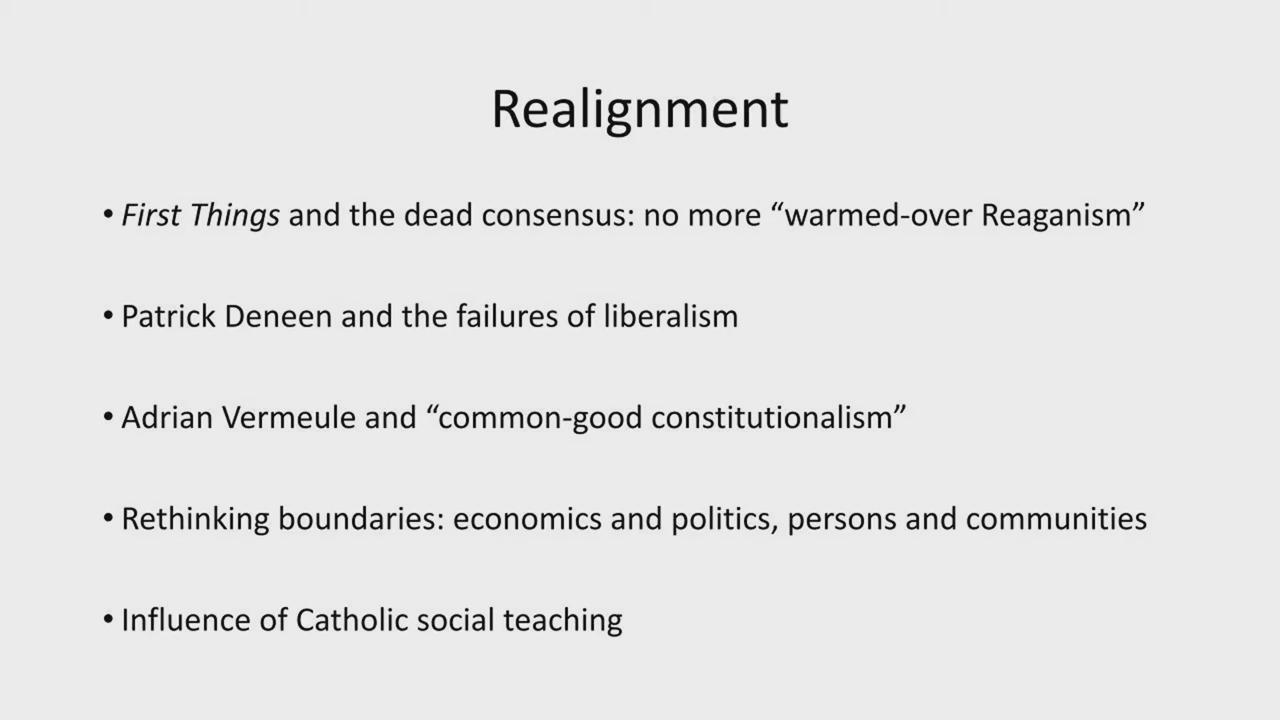 Realignment
• First Things and the dead consensus: no more “warmed-over Reaganism”
• Patrick Deneen and the failures of liberalism
• Adrian Vermeule and “common-good constitutionalism”
• Rethinking boundaries: economics and politics, persons and communities
• Influence of Catholic social teaching